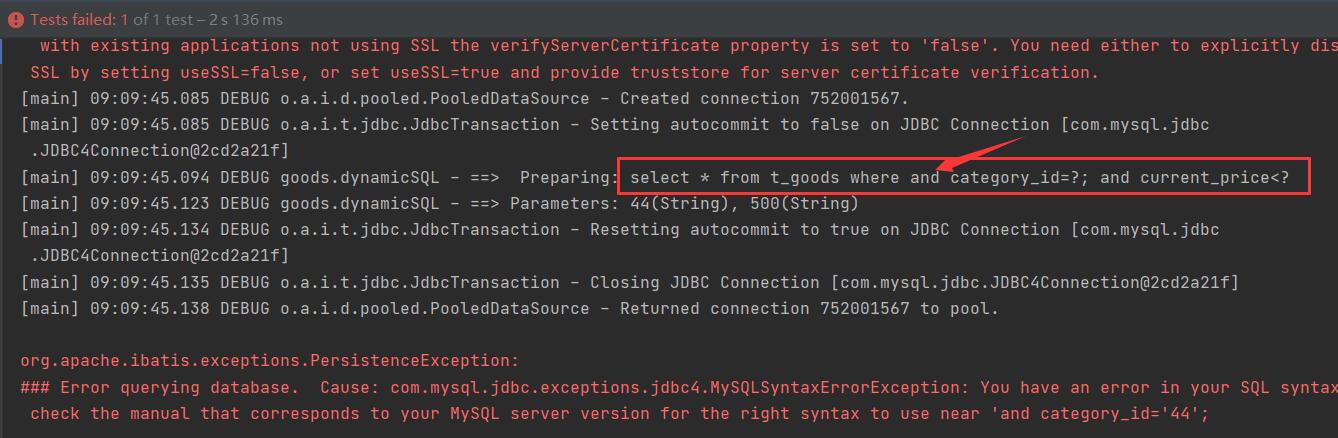 Tests failed: 1 of 1 test – 2 s 136 ms
with existing applications not using SSL the verifyServerCertificate property is set to 'false'. You need either to explicitly dis
SSL by setting useSSL=false, or set useSSL=true and provide truststore for server certificate verification.
[main] 09:09:45.085 DEBUG o.a.i.d.pooled.PooledDataSource – Created connection 752001567.
[main] 09:09:45.085 DEBUG o.a.i.t.jdbc.JdbcTransaction – Setting autocommit to false on JDBC Connection [com.mysql.jdbc
.JDBC4Connection@2cd2a21f]
[main] 09:09:45.094 DEBUG goods.dynamicSQL – ==>  Preparing: select * from t_goods where and category_id=?; and current_price<?
[main] 09:09:45.123 DEBUG goods.dynamicSQL – ==> Parameters: 44(String), 500(String)
[main] 09:09:45.134 DEBUG o.a.i.t.jdbc.JdbcTransaction – Resetting autocommit to true on JDBC Connection [com.mysql.jdbc
.JDBC4Connection@2cd2a21f]
[main] 09:09:45.135 DEBUG o.a.i.t.jdbc.JdbcTransaction – Closing JDBC Connection [com.mysql.jdbc.JDBC4Connection@2cd2a21f]
[main] 09:09:45.138 DEBUG o.a.i.d.pooled.PooledDataSource – Returned connection 752001567 to pool.
org.apache.ibatis.exceptions.PersistenceException:
### Error querying database.  Cause: com.mysql.jdbc.exceptions.jdbc4.MySQLSyntaxErrorException: You have an error in your SQL syntax
check the manual that corresponds to your MySQL server version for the right syntax to use near 'and category_id='44';